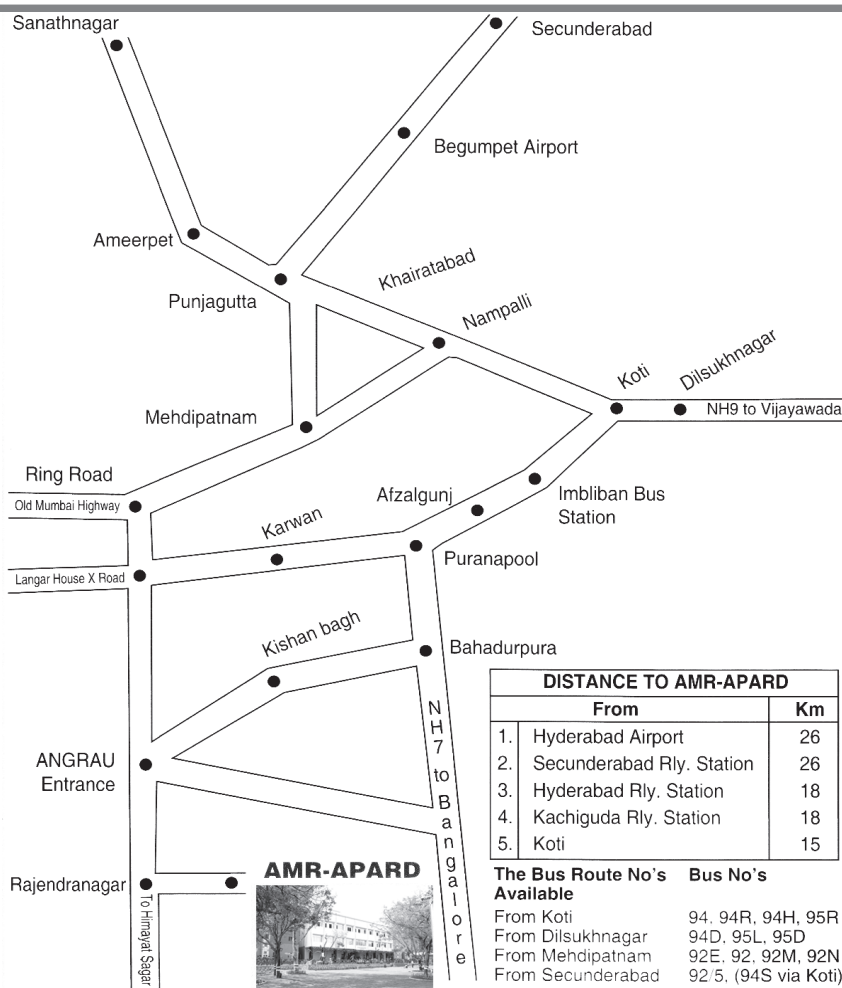 Sanathnagar
Secunderabad
Begumpet Airport
Ameerpet
Khairatabad
Punjagutta
Nampalli
Koti
Dilsukhnagar
NH9 to Vijayawada
Mehdipatnam
Ring Road
Old Mumbai Highway
Afzalgunj
Imbliban Bus
Station
Karwan
Puranapool
Langar House X Road
Kishan bagh
Bahadurpura
NH7 to Bangalore
ANGRAU
Entrance
Rajendranagar
To Himayat Sagar
AMR-APARD
DISTANCE TO AMR-APARD
From Km
1. Hyderabad Airport 26
2. Secunderabad Rly. Station 26
3. Hyderabad Rly. Station 18
4. Kachiguda Rly. Station 18
5. Koti 15
The Bus Route No's Bus No's
Available
From Koti 94. 94R, 94H, 95R
From Dilsukhnagar 94D, 95L, 95D
From Mehdipatnam 92E, 92, 92M, 92N
From Secunderabad 92/5, (94S via Koti)